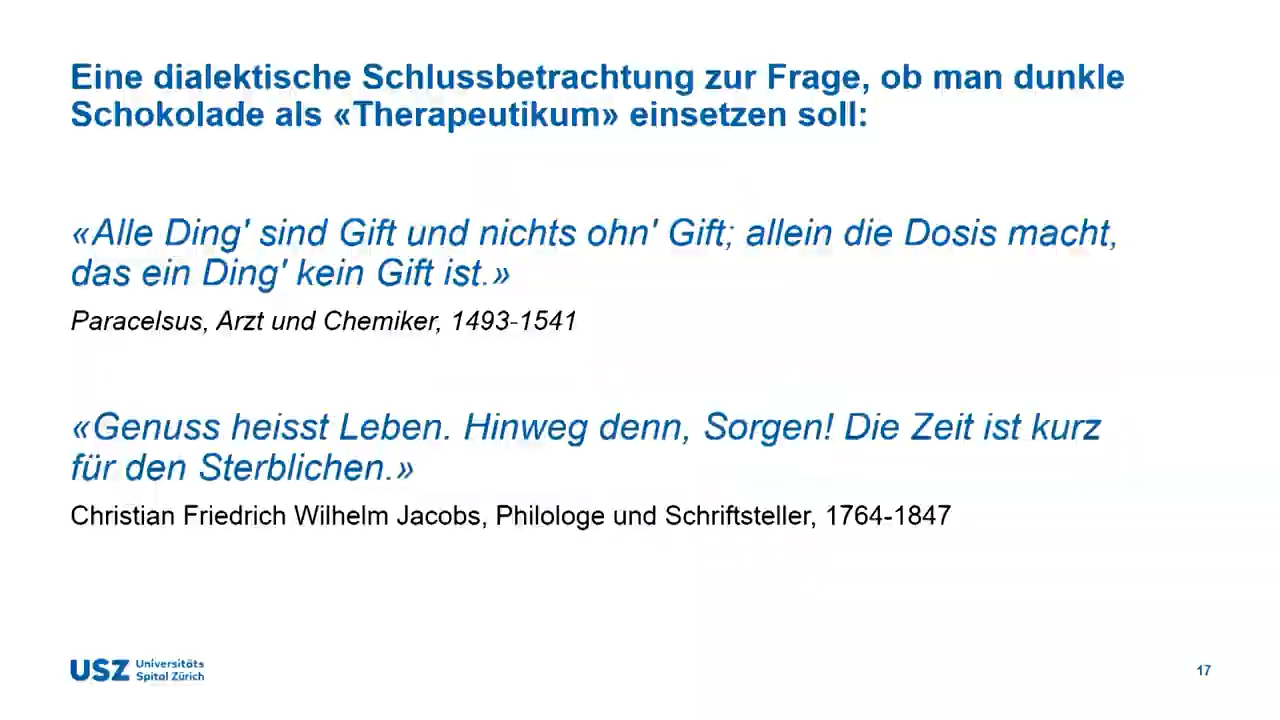 Eine dialektische Schlussbetrachtung zur Frage, ob man dunkle
Schokolade als «Therapeutikum» einsetzen soll:
«Alle Ding' sind Gift und nichts ohn' Gift; allein die Dosis macht,
das ein Ding' kein Gift ist.»
Paracelsus, Arzt und Chemiker, 1493-1541
«Genuss heisst Leben. Hinweg denn, Sorgen! Die Zeit ist kurz
für den Sterblichen.»
Christian Friedrich Wilhelm Jacobs, Philologe und Schriftsteller, 1764-1847
USZ Universitäts
Spital Zürich
17